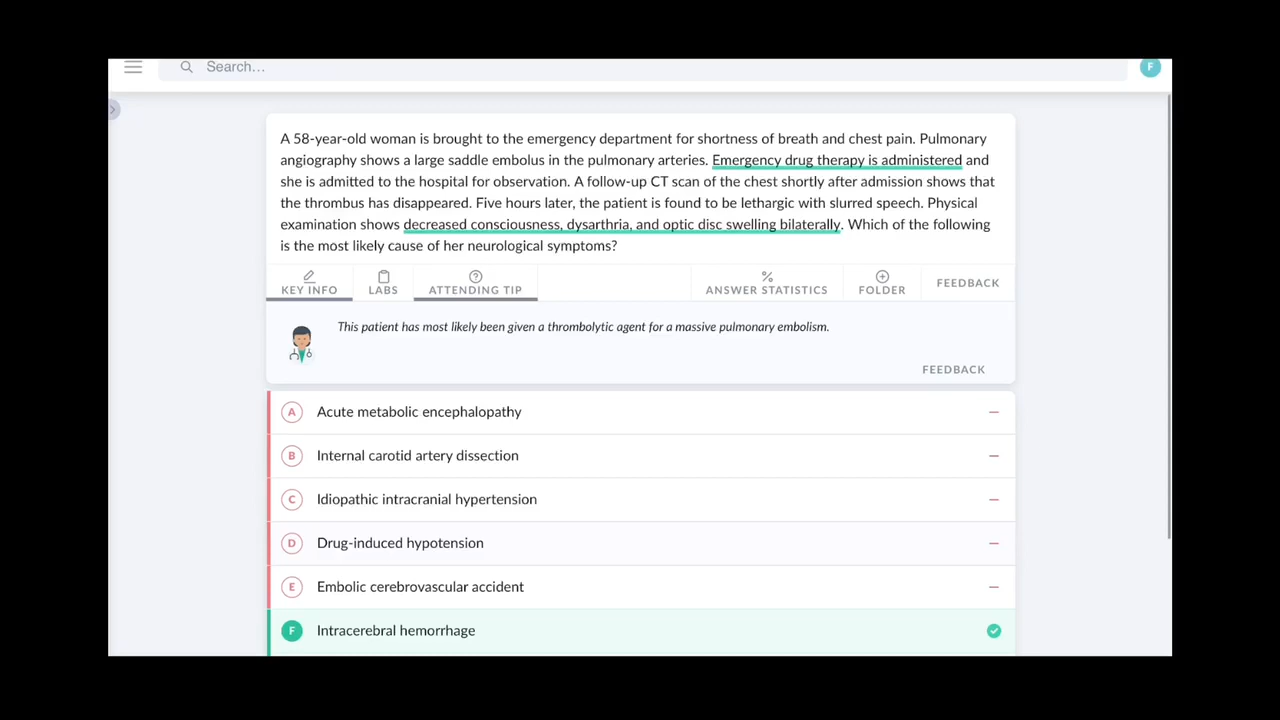 Search...
F
A 58-year-old woman is brought to the emergency department for shortness of breath and chest pain. Pulmonary
angiography shows a large saddle embolus in the pulmonary arteries. Emergency drug therapy is administered and
she is admitted to the hospital for observation. A follow-up CT scan of the chest shortly after admission shows that
the thrombus has disappeared. Five hours later, the patient is found to be lethargic with slurred speech. Physical
examination shows decreased consciousness, dysarthria, and optic disc swelling bilaterally. Which of the following
is the most likely cause of her neurological symptoms?
KEY INFO LABS ATTENDING TIP ANSWER STATISTICS FOLDER FEEDBACK
This patient has most likely been given a thrombolytic agent for a massive pulmonary embolism.
FEEDBACK
A Acute metabolic encephalopathy
B Internal carotid artery dissection
C Idiopathic intracranial hypertension
D Drug-induced hypotension
E Embolic cerebrovascular accident
F Intracerebral hemorrhage